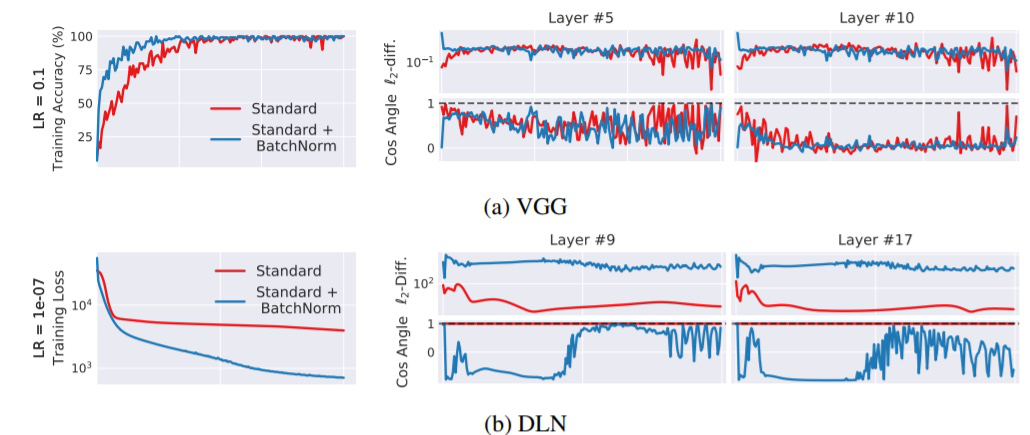 Layer #5
Layer #10
LR = 0.1
Training Accuracy (%)
100
75
50
25
Standard
Standard +
BatchNorm
ℓ2-diff.
10⁻¹
Cos Angle
1
0
(a) VGG
Layer #9
Layer #17
LR = 1e-07
Training Loss
10⁴
10³
Standard
Standard +
BatchNorm
ℓ2-Diff.
10²
Cos Angle
1
0
(b) DLN